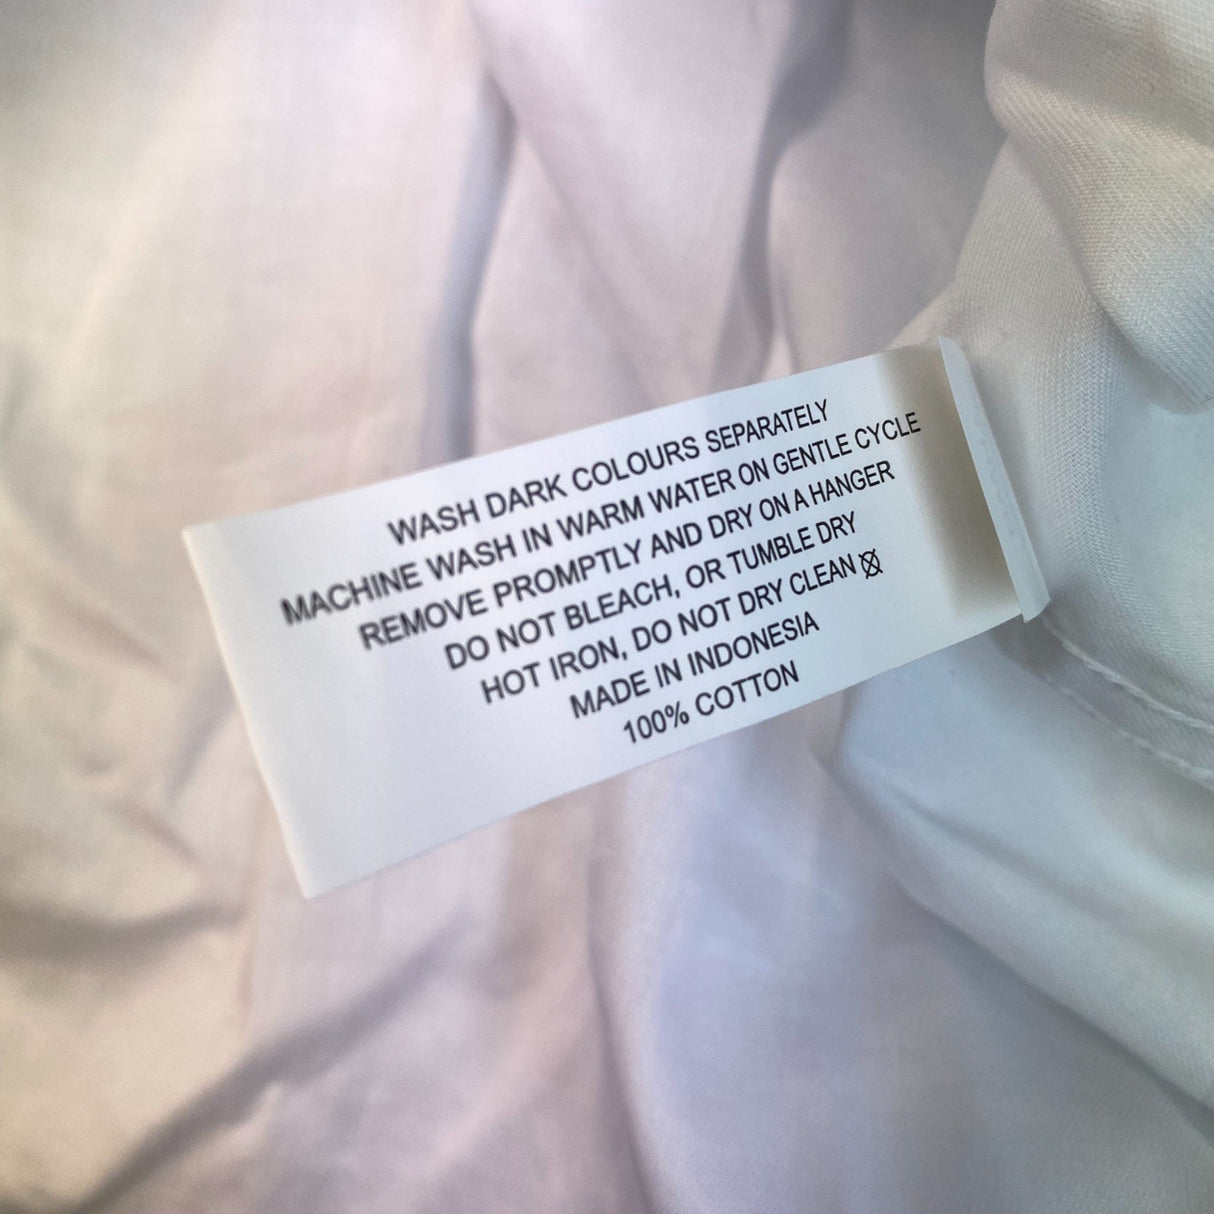 WASH DARK COLOURS SEPARATELY
MACHINE WASH IN WARM WATER ON GENTLE CYCLE
REMOVE PROMPTLY AND DRY ON A HANGER
DO NOT BLEACH, OR TUMBLE DRY
HOT IRON, DO NOT DRY CLEAN
MADE IN INDONESIA
100% COTTON